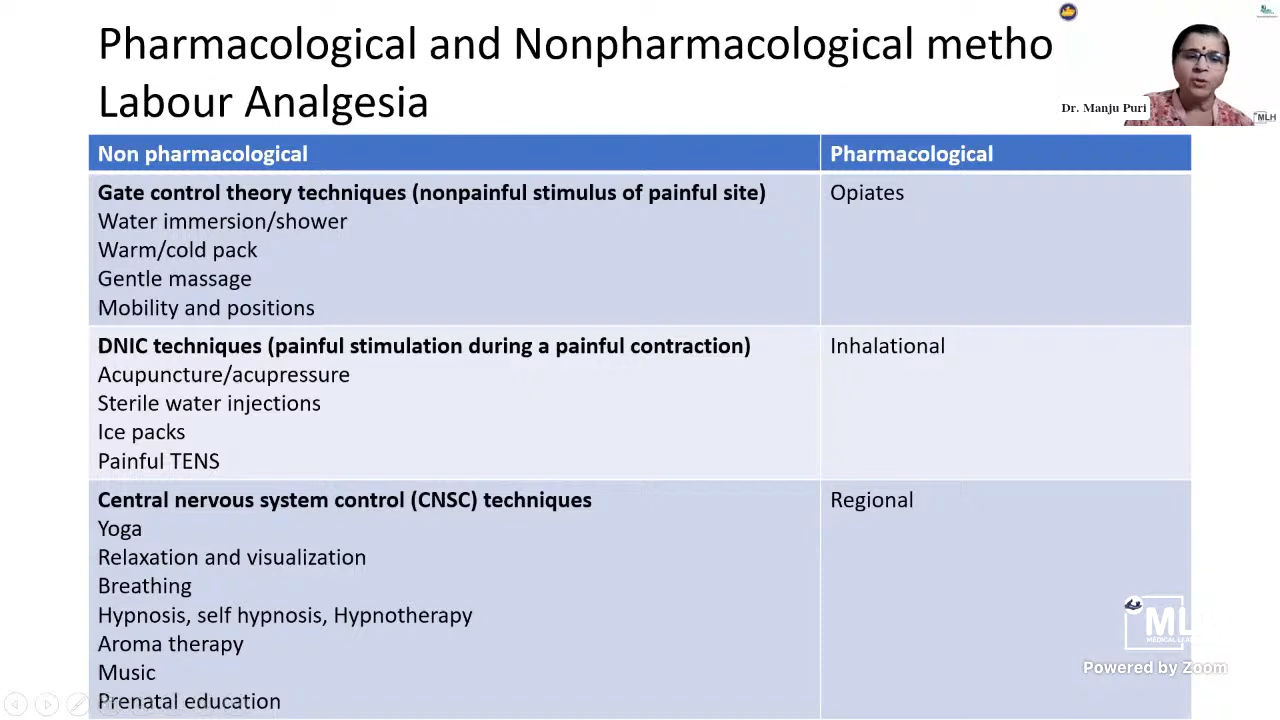 Pharmacological and Nonpharmacological metho
Labour Analgesia
Dr. Manju Puri
MLH
Non pharmacological
Pharmacological
Gate control theory techniques (nonpainful stimulus of painful site)
Water immersion/shower
Warm/cold pack
Gentle massage
Mobility and positions
Opiates
DNIC techniques (painful stimulation during a painful contraction)
Acupuncture/acupressure
Sterile water injections
Ice packs
Painful TENS
Inhalational
Central nervous system control (CNSC) techniques
Yoga
Relaxation and visualization
Breathing
Hypnosis, self hypnosis, Hypnotherapy
Aroma therapy
Music
Prenatal education
Regional
ML
MEDICAL
Powered by Zoom